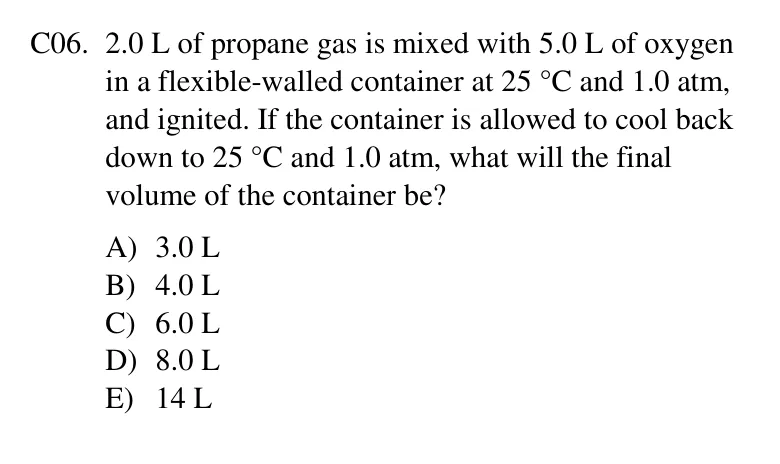 C06. 2.0 L of propane gas is mixed with 5.0 L of oxygen
in a flexible-walled container at 25 °C and 1.0 atm,
and ignited. If the container is allowed to cool back
down to 25 °C and 1.0 atm, what will the final
volume of the container be?
A) 3.0 L
B) 4.0 L
C) 6.0 L
D) 8.0 L
E) 14 L